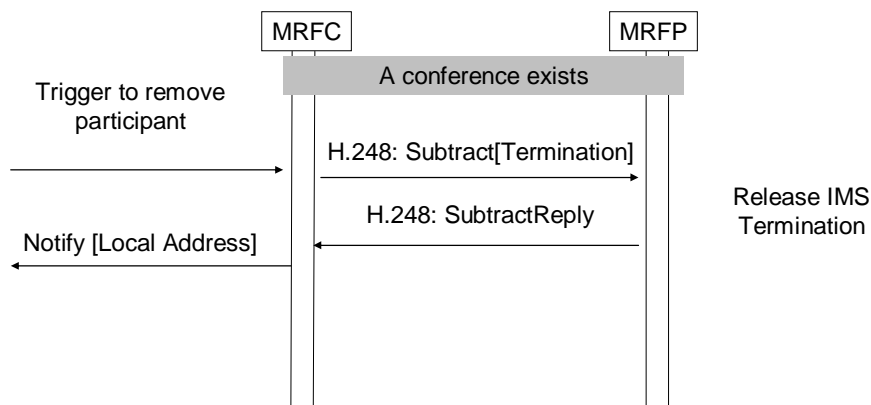 MRFC
MRFP
A conference exists
Trigger to remove
participant
H.248: Subtract[Termination]
H.248: SubtractReply
Release IMS
Termination
Notify [Local Address]